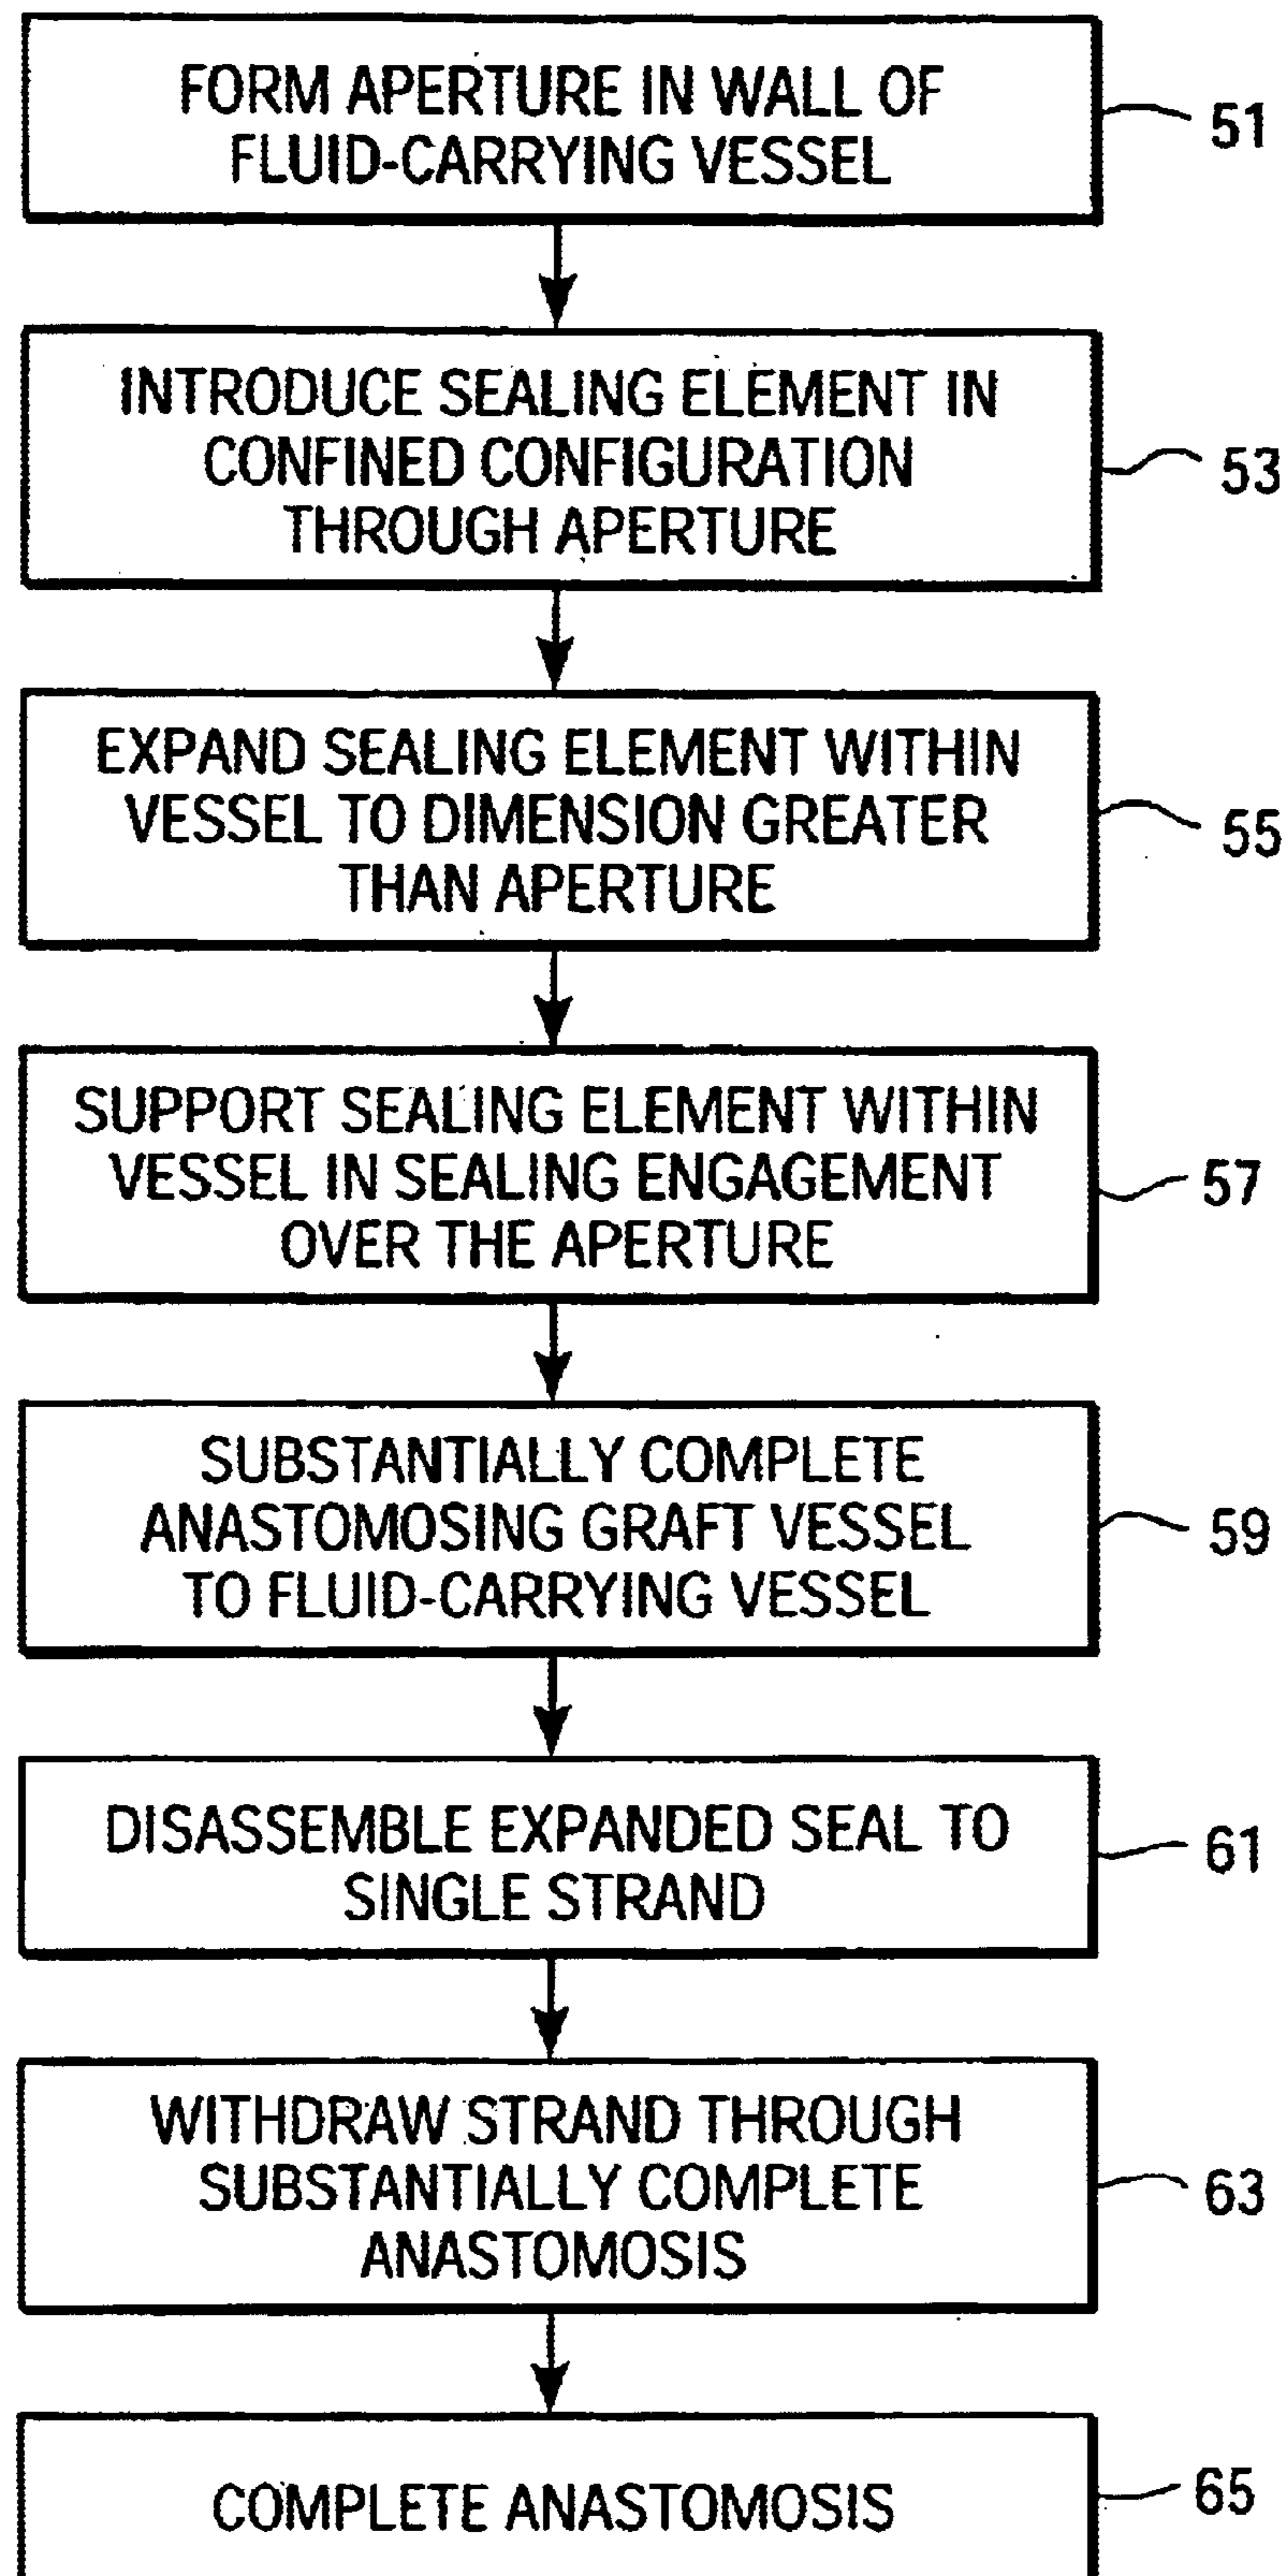 FORM APERTURE IN WALL OF
FLUID-CARRYING VESSEL
51
INTRODUCE SEALING ELEMENT IN
CONFINED CONFIGURATION
THROUGH APERTURE
53
EXPAND SEALING ELEMENT WITHIN
VESSEL TO DIMENSION GREATER
THAN APERTURE
55
SUPPORT SEALING ELEMENT WITHIN
VESSEL IN SEALING ENGAGEMENT
OVER THE APERTURE
57
SUBSTANTIALLY COMPLETE
ANASTOMOSING GRAFT VESSEL
TO FLUID-CARRYING VESSEL
59
DISASSEMBLE EXPANDED SEAL TO
SINGLE STRAND
61
WITHDRAW STRAND THROUGH
SUBSTANTIALLY COMPLETE
ANASTOMOSIS
63
COMPLETE ANASTOMOSIS
65